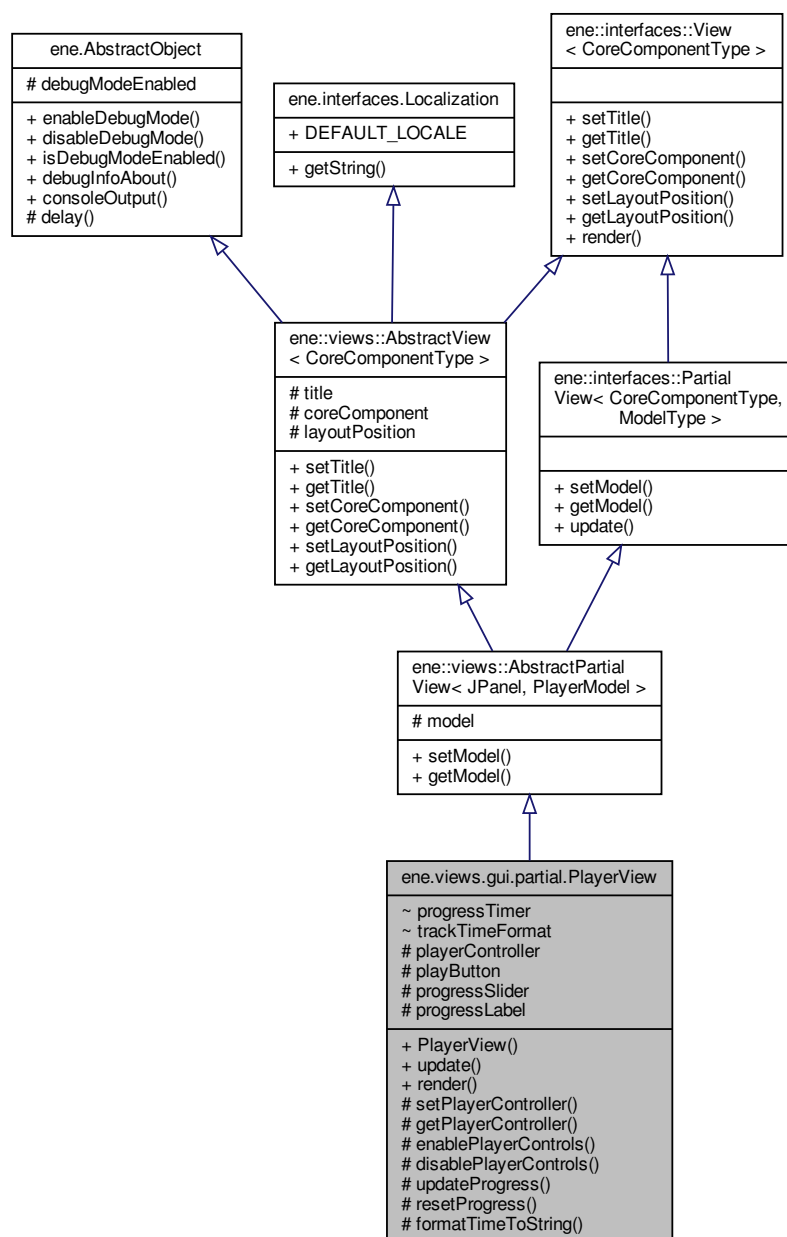 ene.AbstractObject
# debugModeEnabled
+ enableDebugMode()
+ disableDebugMode()
+ isDebugModeEnabled()
+ debugInfoAbout()
+ consoleOutput()
# delay()
ene.interfaces.Localization
+ DEFAULT_LOCALE
+ getString()
ene::interfaces::View
< CoreComponentType >
+ setTitle()
+ getTitle()
+ setCoreComponent()
+ getCoreComponent()
+ setLayoutPosition()
+ getLayoutPosition()
+ render()
ene::views::AbstractView
< CoreComponentType >
# title
# coreComponent
# layoutPosition
+ setTitle()
+ getTitle()
+ setCoreComponent()
+ getCoreComponent()
+ setLayoutPosition()
+ getLayoutPosition()
ene::interfaces::Partial
View< CoreComponentType,
ModelType >
+ setModel()
+ getModel()
+ update()
ene::views::AbstractPartial
View< JPanel, PlayerModel >
# model
+ setModel()
+ getModel()
ene.views.gui.partial.PlayerView
~ progressTimer
~ trackTimeFormat
# playerController
# playButton
# progressSlider
# progressLabel
+ PlayerView()
+ update()
+ render()
# setPlayerController()
# getPlayerController()
# enablePlayerControls()
# disablePlayerControls()
# updateProgress()
# resetProgress()
# formatTimeToString()